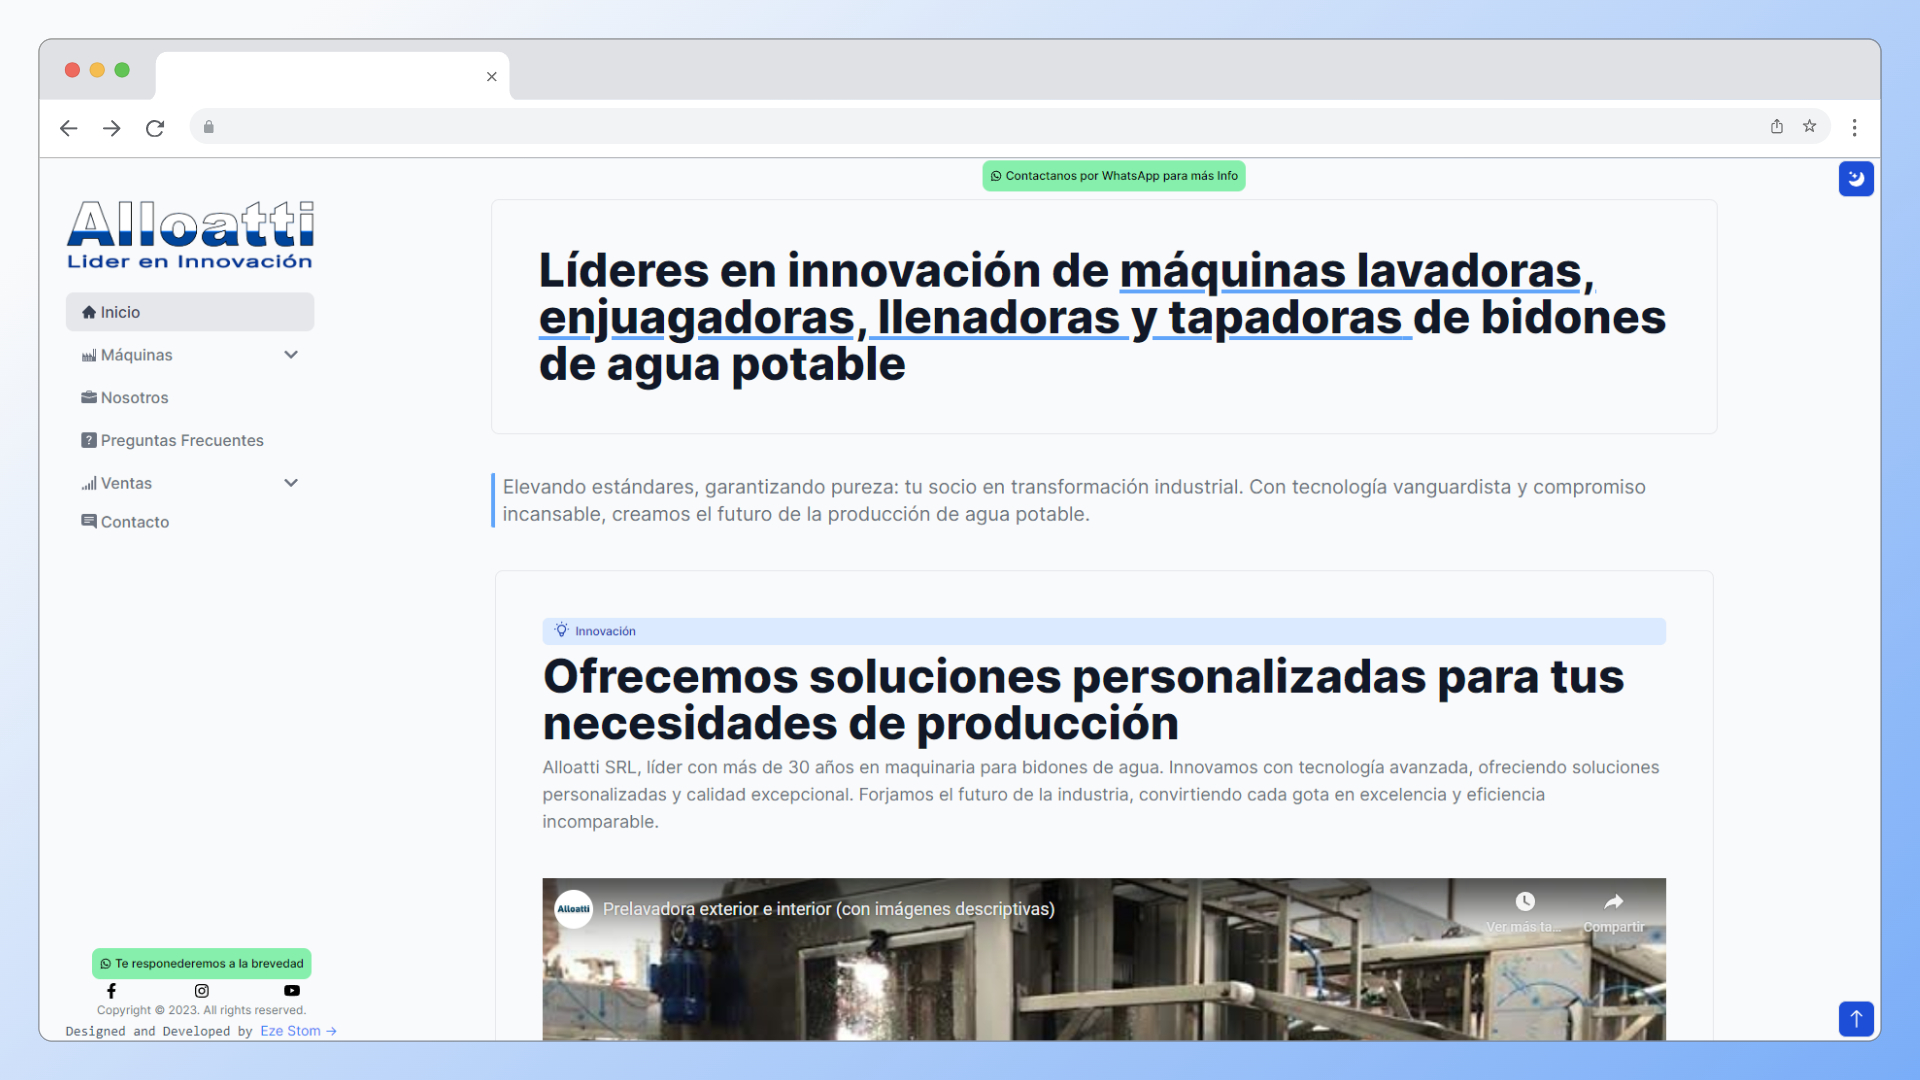 Contactanos por WhatsApp para más Info
Alloatti
Lider en Innovación
Inicio
Máquinas
Nosotros
Preguntas Frecuentes
Ventas
Contacto
Líderes en innovación de máquinas lavadoras,
enjuagadoras, llenadoras y tapadoras de bidones
de agua potable
Elevando estándares, garantizando pureza: tu socio en transformación industrial. Con tecnología vanguardista y compromiso
incansable, creamos el futuro de la producción de agua potable.
Innovación
Ofrecemos soluciones personalizadas para tus
necesidades de producción
Alloatti SRL, líder con más de 30 años en maquinaria para bidones de agua. Innovamos con tecnología avanzada, ofreciendo soluciones
personalizadas y calidad excepcional. Forjamos el futuro de la industria, convirtiendo cada gota en excelencia y eficiencia
incomparable.
Alloatti
Prelavadora exterior e interior (con imágenes descriptivas)
Ver más ta...
Compartir
Te responederemos a la brevedad
Copyright © 2023. All rights reserved.
Designed and Developed by Eze Stom →